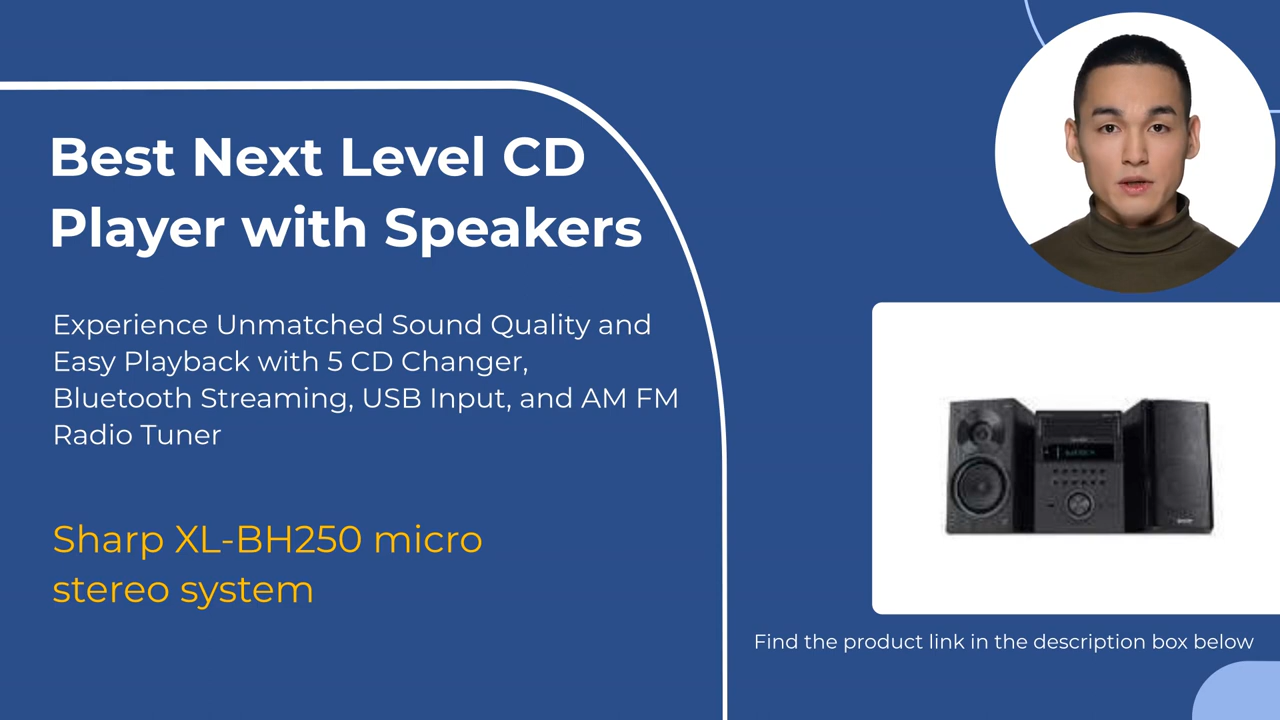 Best Next Level CD
Player with Speakers
Experience Unmatched Sound Quality and
Easy Playback with 5 CD Changer,
Bluetooth Streaming, USB Input, and AM FM
Radio Tuner
Sharp XL-BH250 micro
stereo system
Find the product link in the description box below